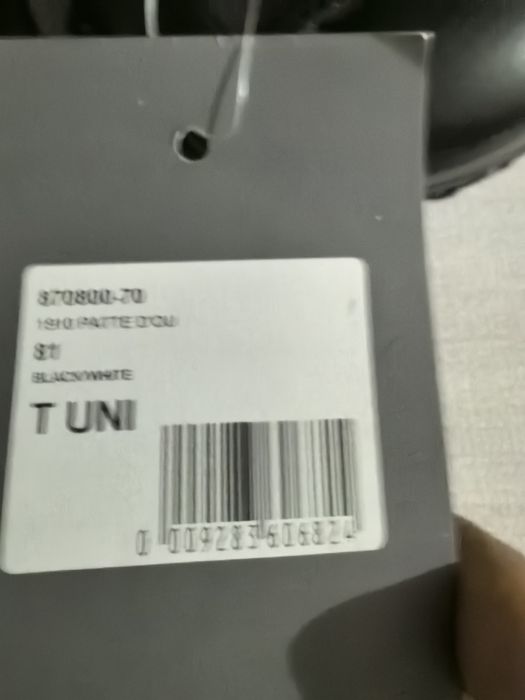 870800-70
1910 PATTE D'OU
81
BLACK/WHITE
T UNI
0 009283 606824